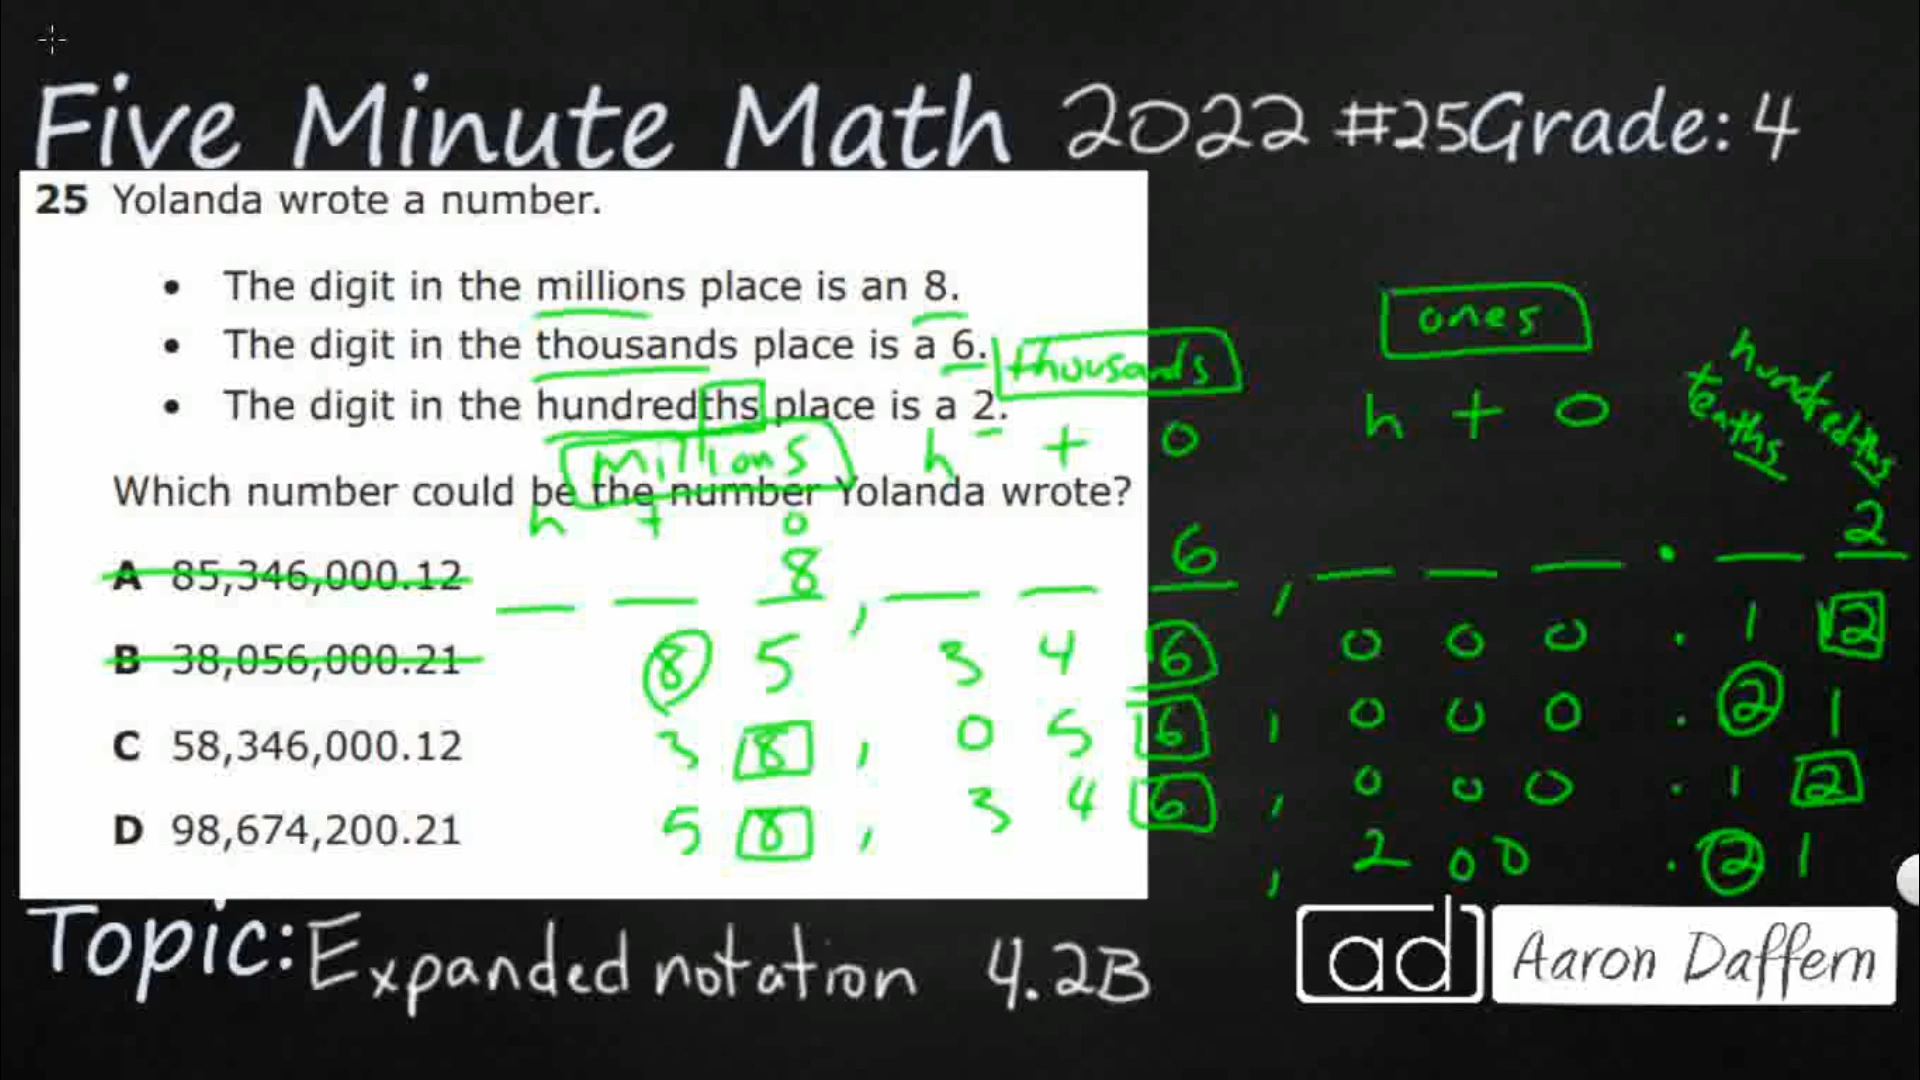 Five Minute Math 2022 #25 Grade: 4
25 Yolanda wrote a number.
• The digit in the millions place is an 8.
• The digit in the thousands place is a 6.
• The digit in the hundredths place is a 2.
Which number could be the number Yolanda wrote?
A 85,346,000.12
B 38,056,000.21
C 58,346,000.12
D 98,674,200.21
millions
thousands
ones
tenths
hundredths
h t o
h t o
h t o
8, 6, . 2
8 5 3 4 6 0 0 0 . 1 2
3 8, 0 5 6, 0 0 0 . 2 1
5 8, 3 4 6, 0 0 0 . 1 2
, 2 0 0 . 2 1
Topic: Expanded notation 4.2B
ad Aaron Daffern